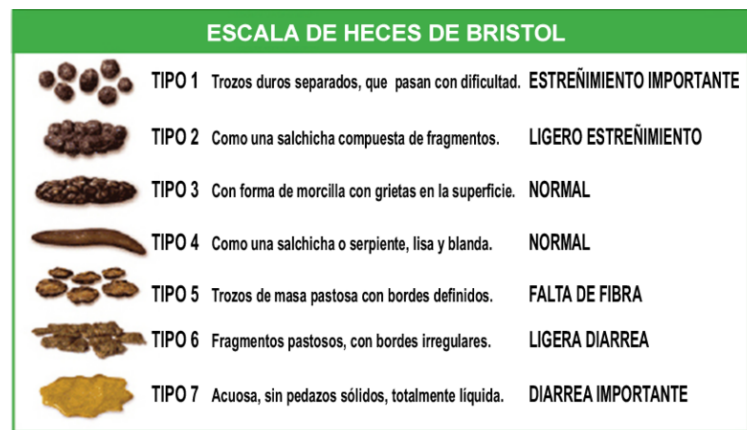 ESCALA DE HECES DE BRISTOL
TIPO 1 Trozos duros separados, que pasan con dificultad. ESTREÑIMIENTO IMPORTANTE
TIPO 2 Como una salchicha compuesta de fragmentos. LIGERO ESTREÑIMIENTO
TIPO 3 Con forma de morcilla con grietas en la superficie. NORMAL
TIPO 4 Como una salchicha o serpiente, lisa y blanda. NORMAL
TIPO 5 Trozos de masa pastosa con bordes definidos. FALTA DE FIBRA
TIPO 6 Fragmentos pastosos, con bordes irregulares. LIGERA DIARREA
TIPO 7 Acuosa, sin pedazos sólidos, totalmente líquida. DIARREA IMPORTANTE